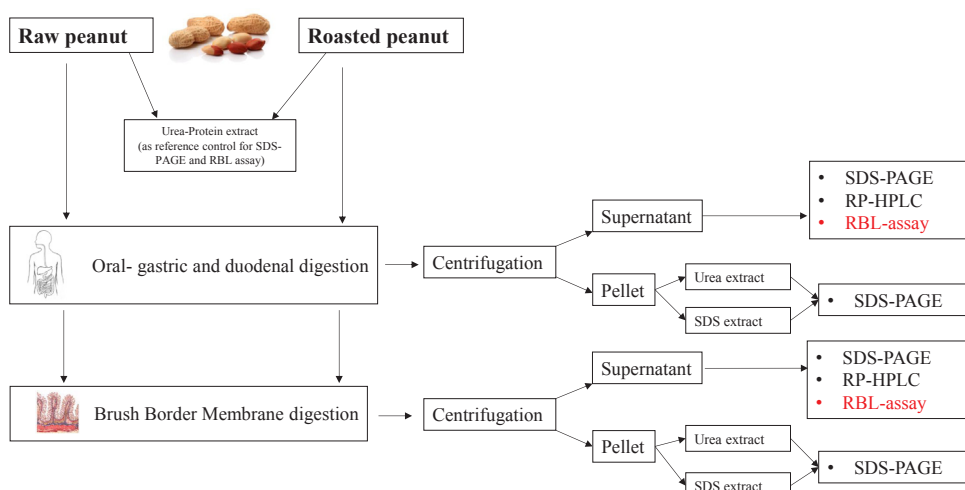 Raw peanut
Roasted peanut
Urea-Protein extract
(as reference control for SDS-
PAGE and RBL assay)
Oral- gastric and duodenal digestion
Centrifugation
Supernatant
• SDS-PAGE
• RP-HPLC
• RBL-assay
Pellet
Urea extract
SDS extract
• SDS-PAGE
Brush Border Membrane digestion
Centrifugation
Supernatant
• SDS-PAGE
• RP-HPLC
• RBL-assay
Pellet
Urea extract
SDS extract
• SDS-PAGE